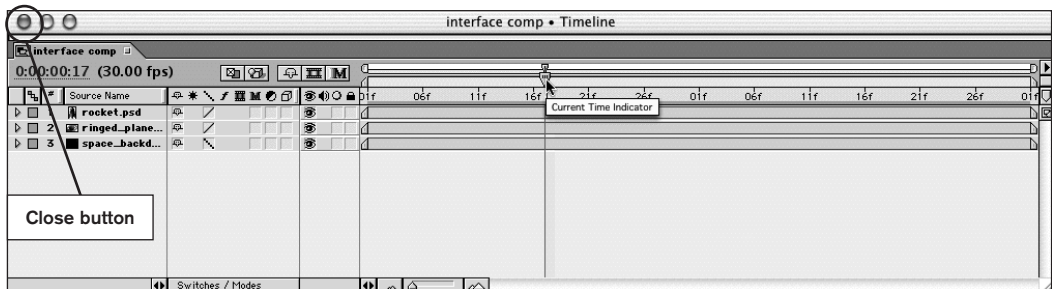 interface comp • Timeline
interface comp
0:00:00:17 (30.00 fps)
# Source Name
01f 06f 11f 16f 21f 26f 01f 06f 11f 16f 21f 26f 01f
Current Time Indicator
1 rocket.psd
2 ringed_plane...
3 space_backd...
Close button
Switches / Modes